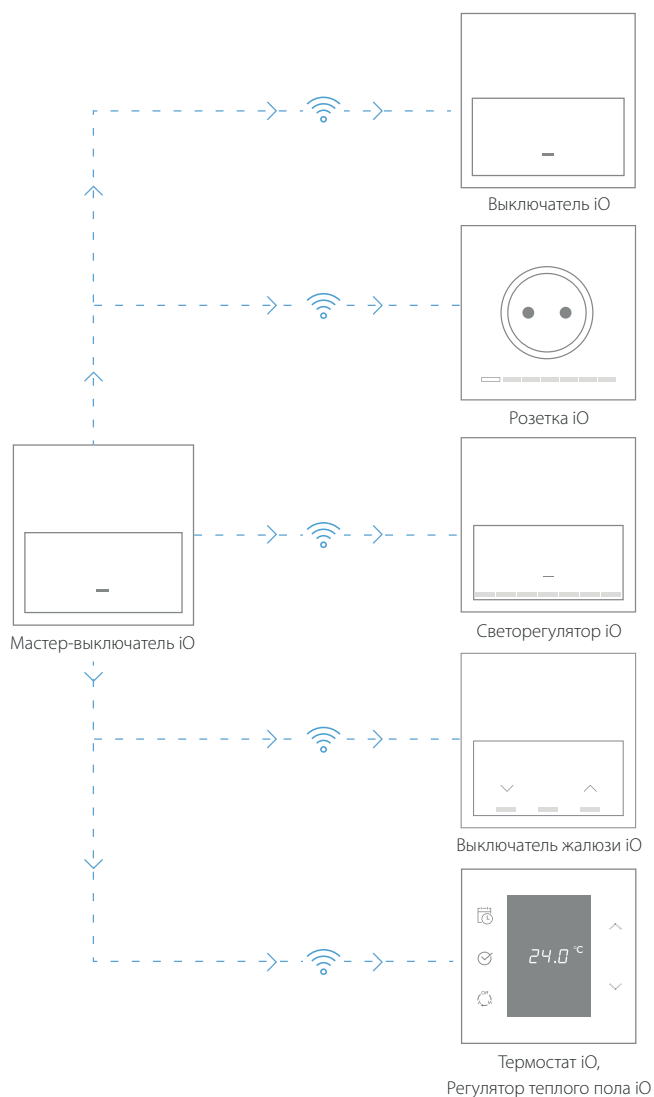 Выключатель iO
Розетка iO
Мастер-выключатель iO
Светорегулятор iO
Выключатель жалюзи iO
24.0 °C
Off
Термостат iO,
Регулятор теплого пола iO